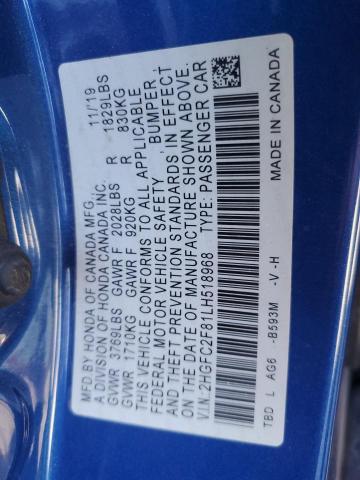 MFD. BY HONDA OF CANADA MFG.,
A DIVISION OF HONDA CANADA INC. 11/19
GVWR 3769LBS GAWR F 2028LBS R 1829LBS
GVWR 1710KG GAWR F 920KG R 830KG
THIS VEHICLE CONFORMS TO ALL APPLICABLE
FEDERAL MOTOR VEHICLE SAFETY , BUMPER,
AND THEFT PREVENTION STANDARDS IN EFFECT
ON THE DATE OF MANUFACTURE SHOWN ABOVE.
V.I.N.:2HGFC2F81LH518968 TYPE: PASSENGER CAR
TBD L AG6 -B593M -V -H MADE IN CANADA